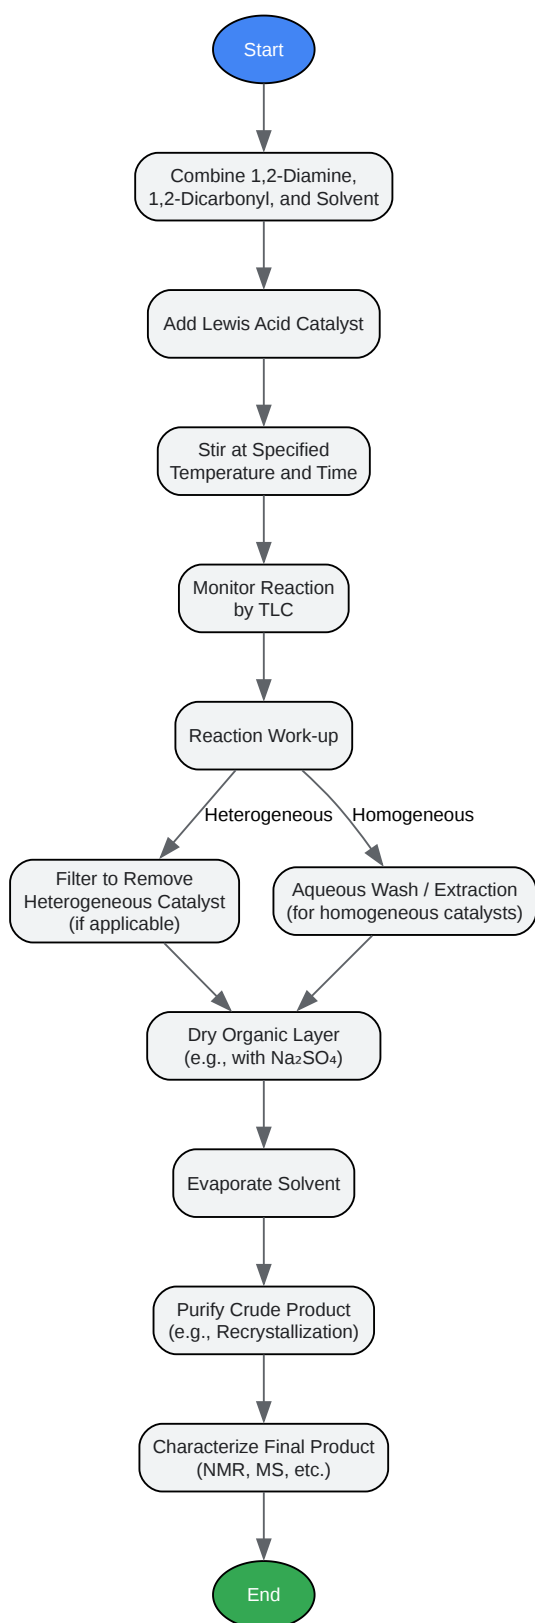 Start
Combine 1,2-Diamine,
1,2-Dicarbonyl, and Solvent
Add Lewis Acid Catalyst
Stir at Specified
Temperature and Time
Monitor Reaction
by TLC
Reaction Work-up
Heterogeneous
Homogeneous
Filter to Remove
Heterogeneous Catalyst
(if applicable)
Aqueous Wash / Extraction
(for homogeneous catalysts)
Dry Organic Layer
(e.g., with Na₂SO₄)
Evaporate Solvent
Purify Crude Product
(e.g., Recrystallization)
Characterize Final Product
(NMR, MS, etc.)
End